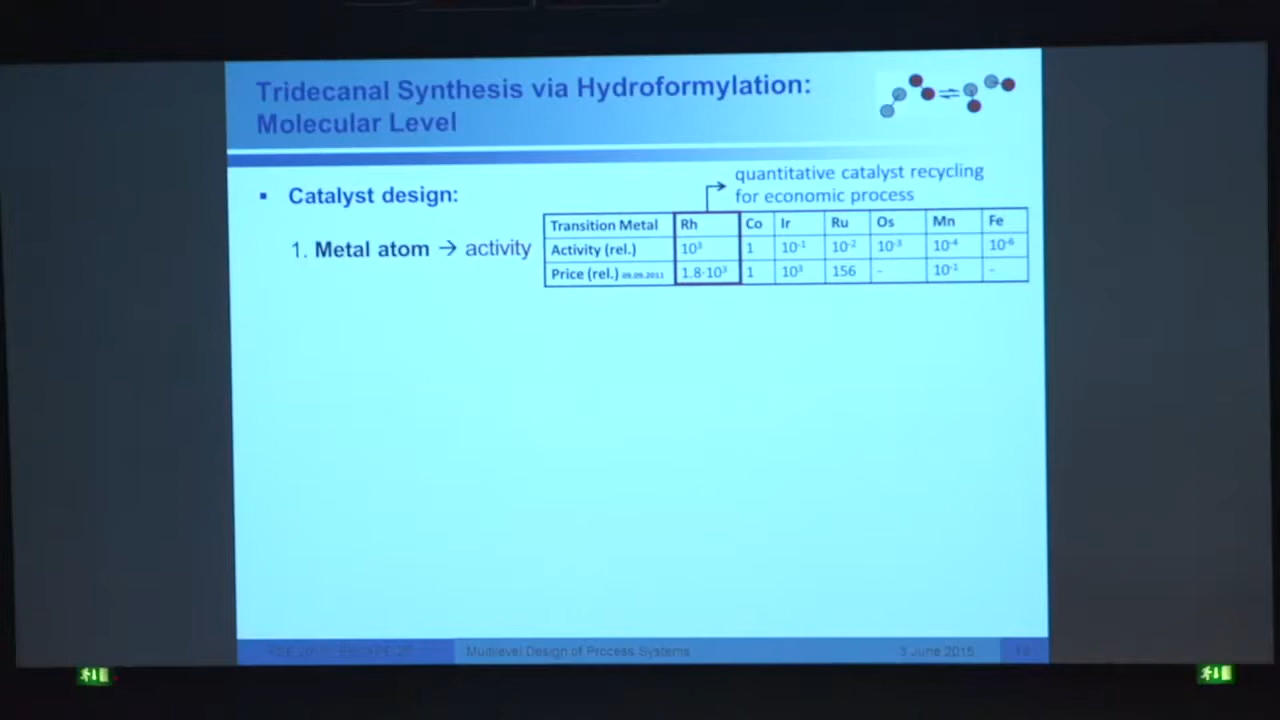 Tridecanal Synthesis via Hydroformylation:
Molecular Level
▪ Catalyst design:
quantitative catalyst recycling
for economic process
1. Metal atom → activity
Transition Metal Rh Co Ir Ru Os Mn Fe
Activity (rel.) 10³ 1 10⁻¹ 10⁻² 10⁻³ 10⁻⁴ 10⁻⁶
Price (rel.) 09.09.2011 1.8·10³ 1 10³ 156 - 10⁻¹ -
Multilevel Design of Process Systems
3 June 2015